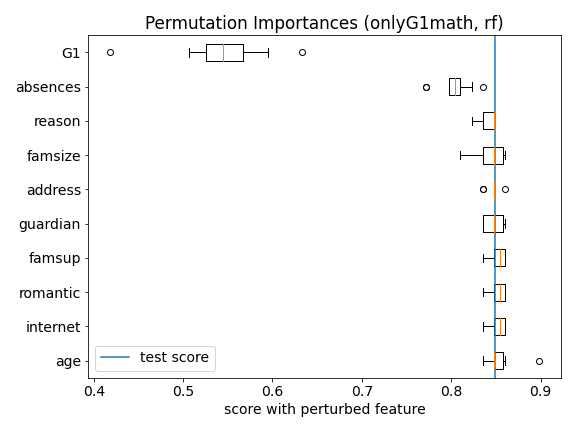 Permutation Importances (onlyG1math, rf)
G1
absences
reason
famsize
address
guardian
famsup
romantic
internet
age
test score
0.4 0.5 0.6 0.7 0.8 0.9
score with perturbed feature